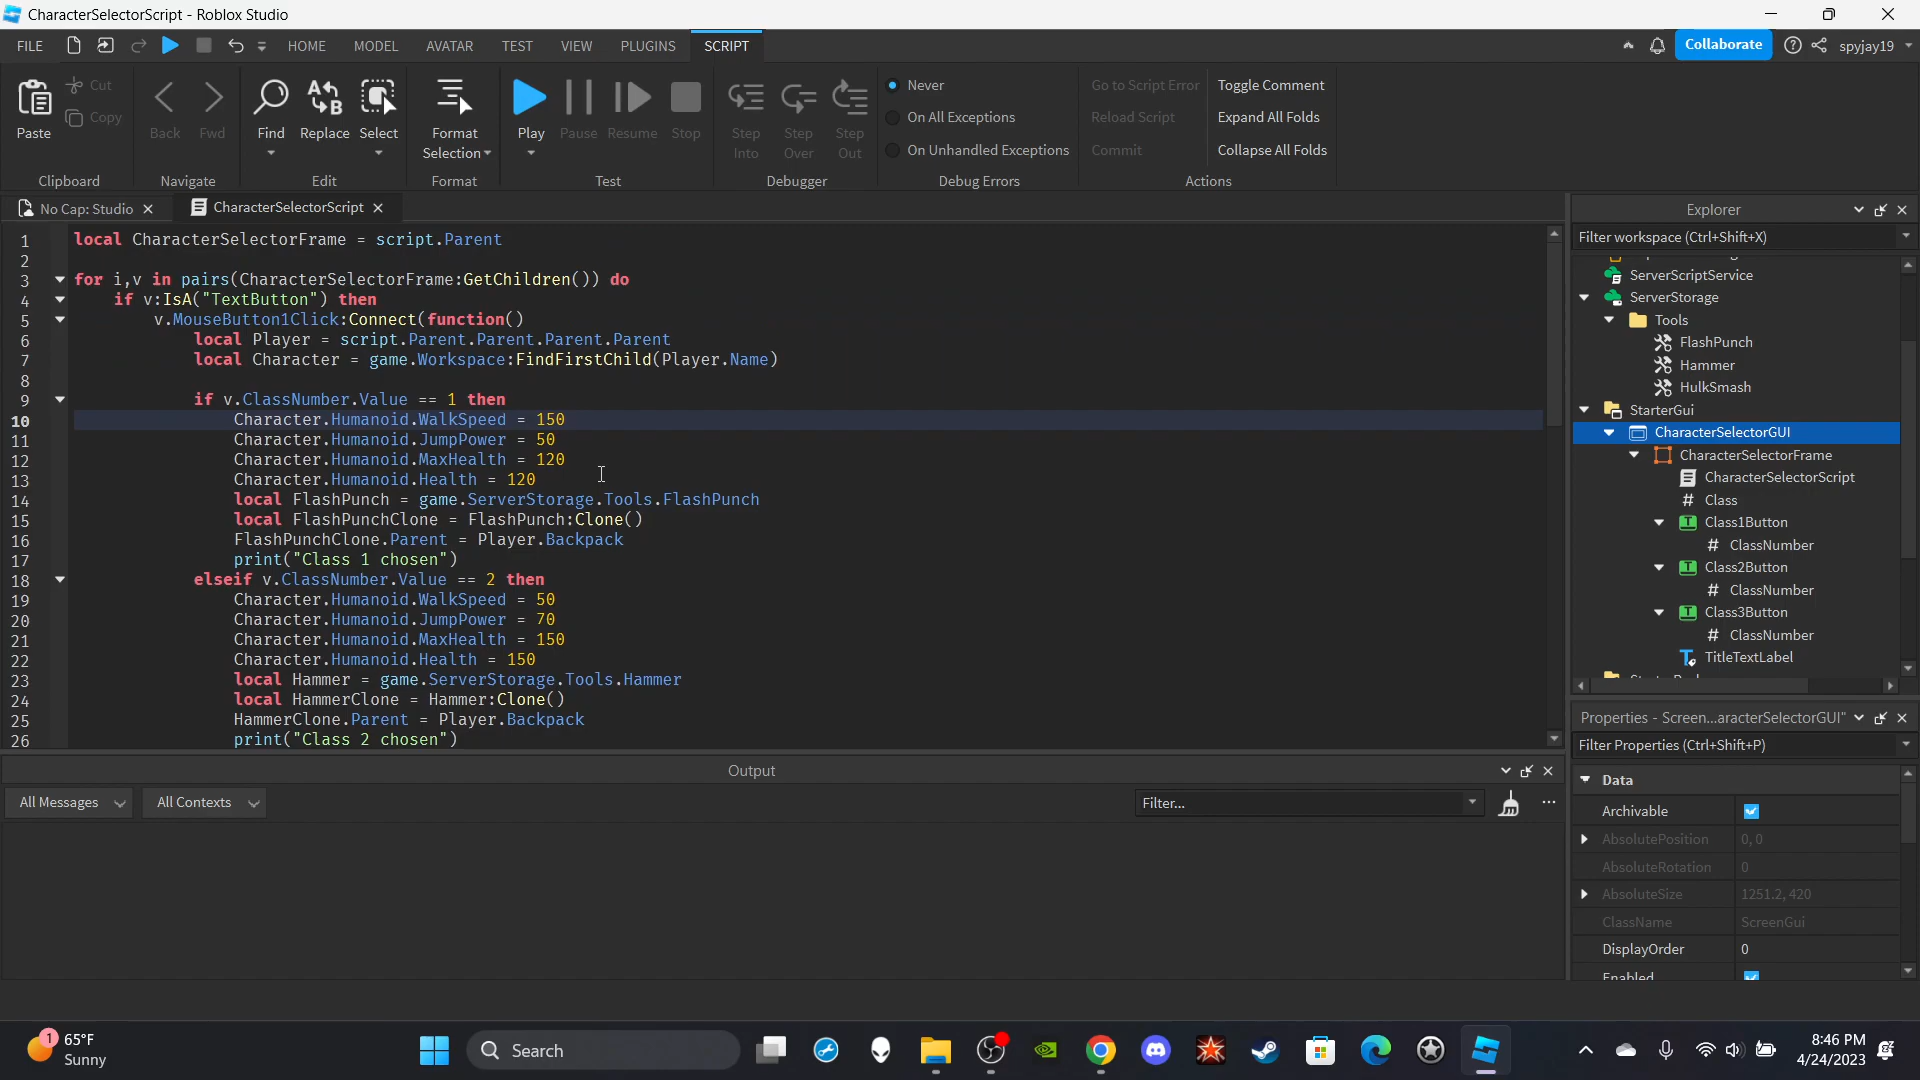 CharacterSelectorScript - Roblox Studio
FILE
HOME
MODEL
AVATAR
TEST
VIEW
PLUGINS
SCRIPT
Collaborate
spyjay19
Paste
Cut
Copy
Clipboard
Back
Fwd
Navigate
Find
Replace
Select
Edit
Format
Selection
Format
Play
Pause
Resume
Stop
Test
Step
Into
Step
Over
Step
Out
Debugger
Never
On All Exceptions
On Unhandled Exceptions
Debug Errors
Go to Script Error
Reload Script
Commit
Toggle Comment
Expand All Folds
Collapse All Folds
Actions
No Cap: Studio
CharacterSelectorScript
1 local CharacterSelectorFrame = script.Parent
2
3 for i,v in pairs(CharacterSelectorFrame:GetChildren()) do
4 if v:IsA("TextButton") then
5 v.MouseButton1Click:Connect(function()
6 local Player = script.Parent.Parent.Parent.Parent
7 local Character = game.Workspace:FindFirstChild(Player.Name)
8
9 if v.ClassNumber.Value == 1 then
10 Character.Humanoid.WalkSpeed = 150
11 Character.Humanoid.JumpPower = 50
12 Character.Humanoid.MaxHealth = 120
13 Character.Humanoid.Health = 120
14 local FlashPunch = game.ServerStorage.Tools.FlashPunch
15 local FlashPunchClone = FlashPunch:Clone()
16 FlashPunchClone.Parent = Player.Backpack
17 print("Class 1 chosen")
18 elseif v.ClassNumber.Value == 2 then
19 Character.Humanoid.WalkSpeed = 50
20 Character.Humanoid.JumpPower = 70
21 Character.Humanoid.MaxHealth = 150
22 Character.Humanoid.Health = 150
23 local Hammer = game.ServerStorage.Tools.Hammer
24 local HammerClone = Hammer:Clone()
25 HammerClone.Parent = Player.Backpack
26 print("Class 2 chosen")
Output
All Messages
All Contexts
Filter...
Explorer
Filter workspace (Ctrl+Shift+X)
ServerScriptService
ServerStorage
Tools
FlashPunch
Hammer
HulkSmash
StarterGui
CharacterSelectorGUI
CharacterSelectorFrame
CharacterSelectorScript
# Class
Class1Button
# ClassNumber
Class2Button
# ClassNumber
Class3Button
# ClassNumber
TitleTextLabel
Properties - Screen...aracterSelectorGUI"
Filter Properties (Ctrl+Shift+P)
Data
Archivable
AbsolutePosition 0, 0
AbsoluteRotation 0
AbsoluteSize 1251.2, 420
ClassName ScreenGui
DisplayOrder 0
Enabled
1
65°F
Sunny
Search
8:46 PM
4/24/2023